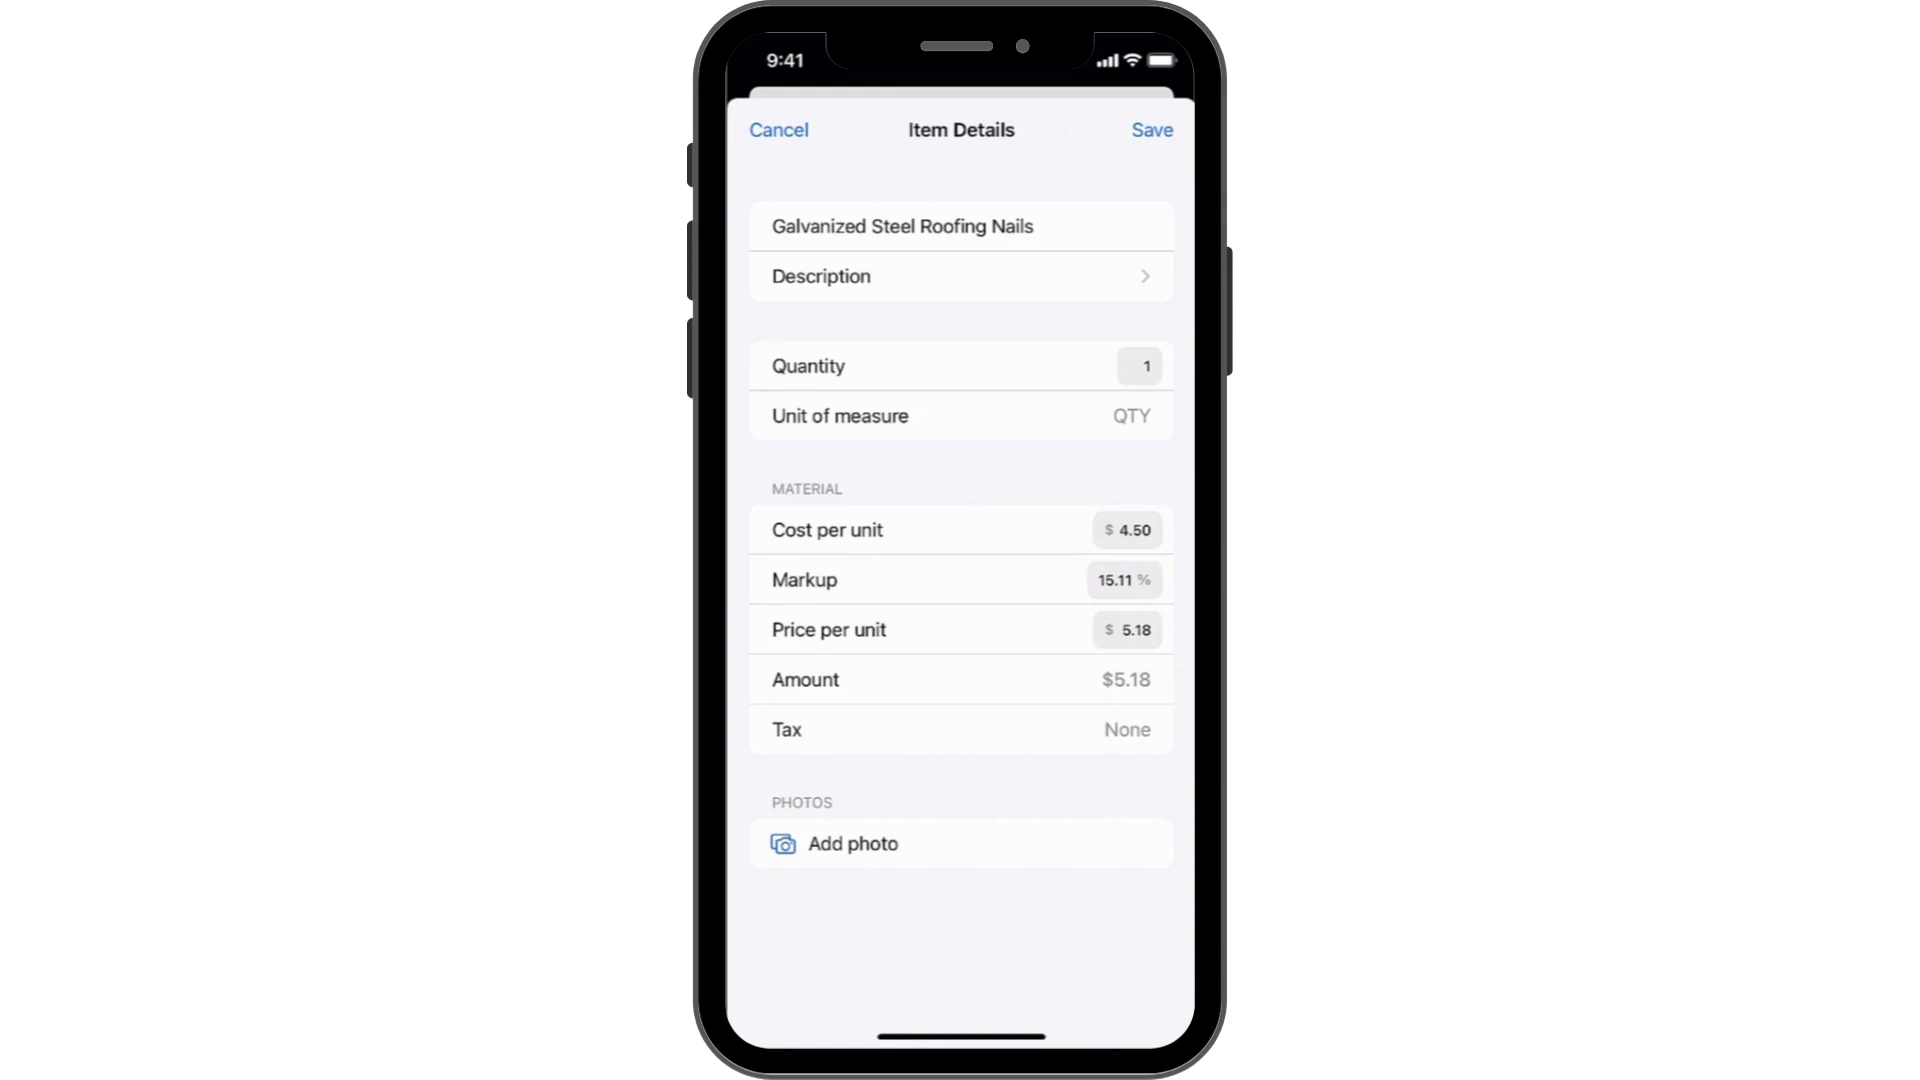 9:41
Cancel Item Details Save
Galvanized Steel Roofing Nails
Description
Quantity 1
Unit of measure QTY
MATERIAL
Cost per unit $ 4.50
Markup 15.11 %
Price per unit $ 5.18
Amount $5.18
Tax None
PHOTOS
Add photo